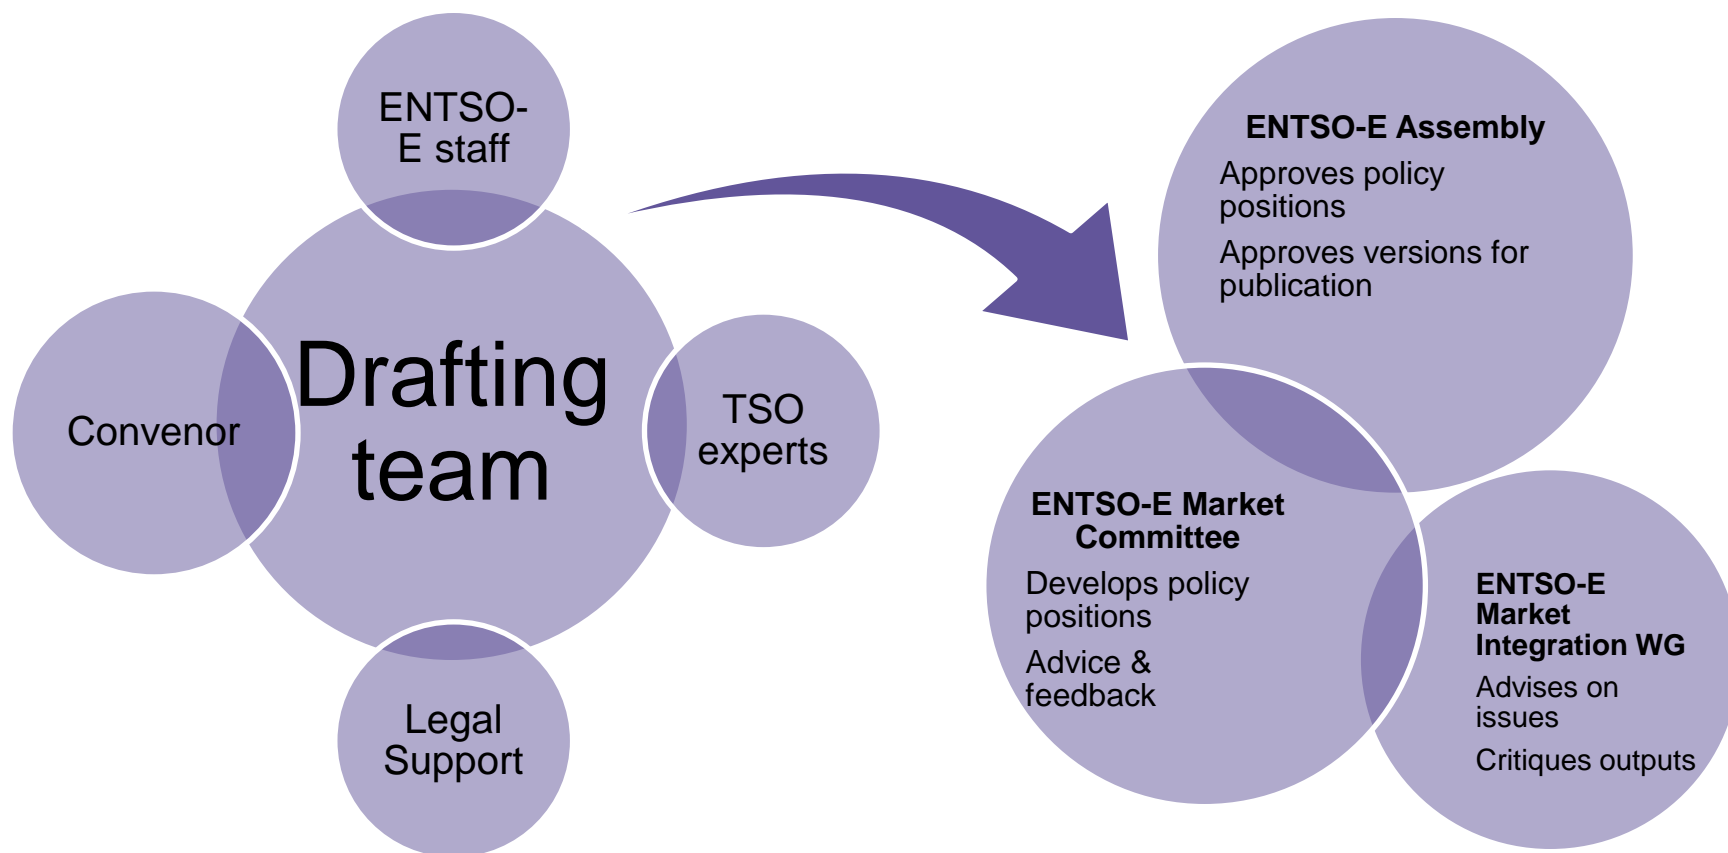 ENTSO-
E staff
Convenor
Drafting
team
TSO
experts
Legal
Support
ENTSO-E Assembly
Approves policy
positions
Approves versions for
publication
ENTSO-E Market
Committee
Develops policy
positions
Advice &
feedback
ENTSO-E
Market
Integration WG
Advises on
issues
Critiques outputs